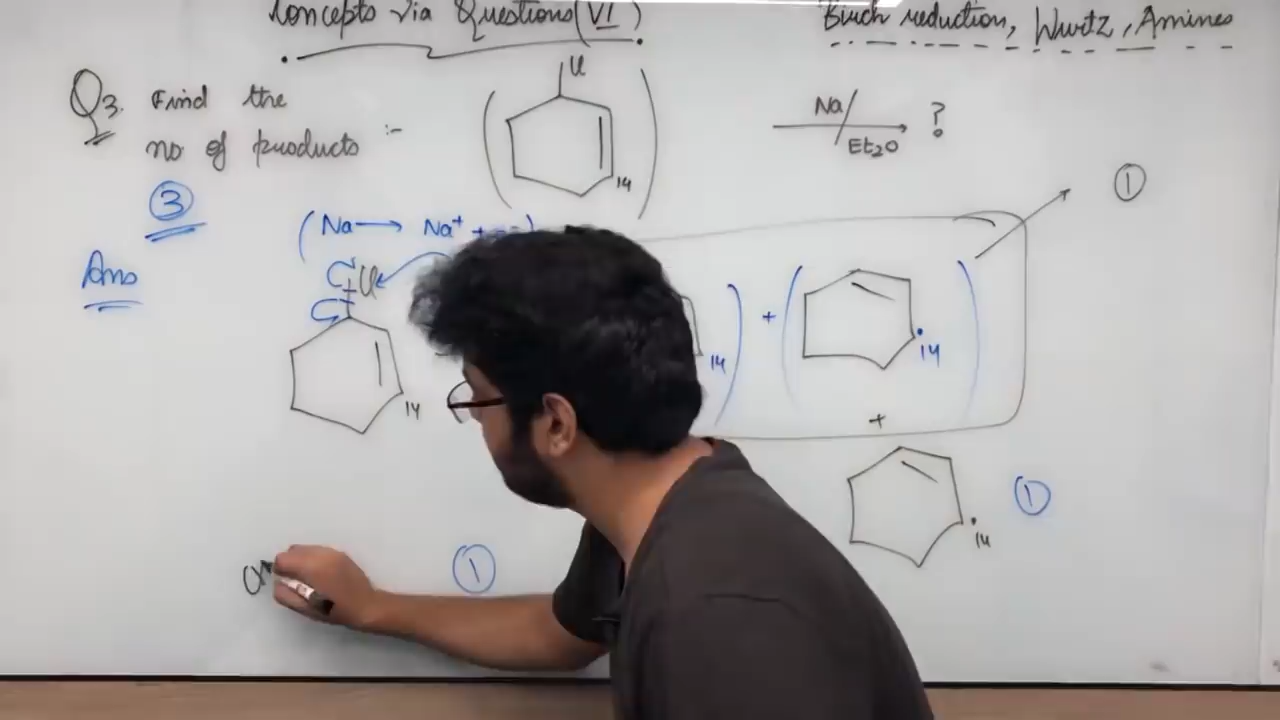 Concepts via Questions (VI)
Birch reduction, Wurtz, Amines
Q3. Find the
no of products :-
Cl
14
Na/
Et2O
?
3
1
(Na → Na+ +
Ans
Cl
14
14
+
14
+
14
1
1